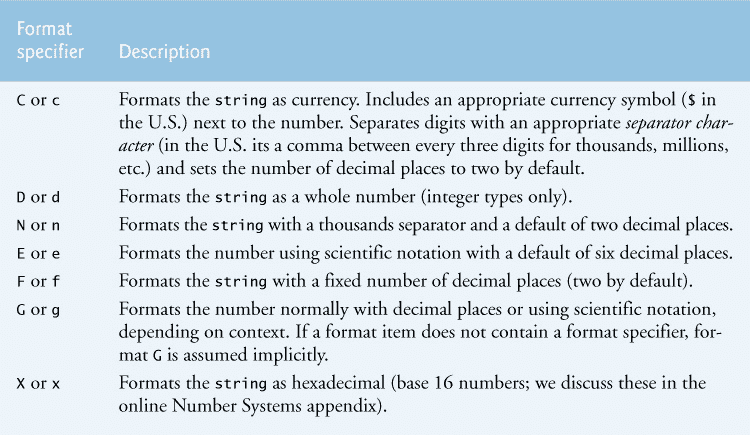 Format
specifier Description
C or c Formats the string as currency. Includes an appropriate currency symbol ($ in
the U.S.) next to the number. Separates digits with an appropriate separator char-
acter (in the U.S. its a comma between every three digits for thousands, millions,
etc.) and sets the number of decimal places to two by default.
D or d Formats the string as a whole number (integer types only).
N or n Formats the string with a thousands separator and a default of two decimal places.
E or e Formats the number using scientific notation with a default of six decimal places.
F or f Formats the string with a fixed number of decimal places (two by default).
G or g Formats the number normally with decimal places or using scientific notation,
depending on context. If a format item does not contain a format specifier, for-
mat G is assumed implicitly.
X or x Formats the string as hexadecimal (base 16 numbers; we discuss these in the
online Number Systems appendix).